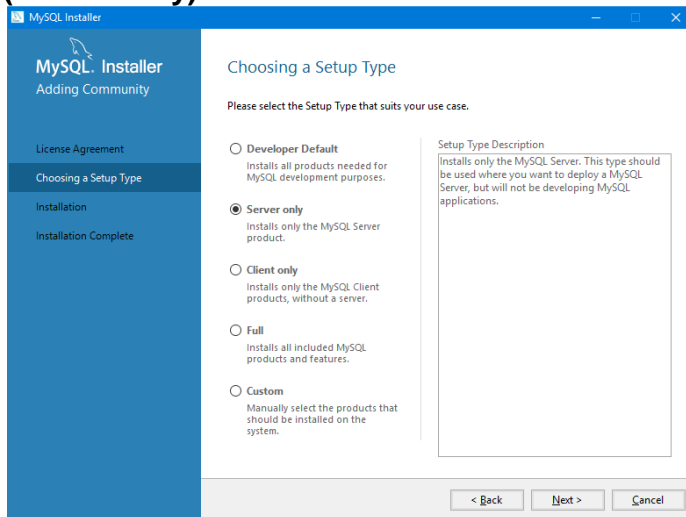 MySQL Installer
MySQL. Installer
Adding Community
License Agreement
Choosing a Setup Type
Installation
Installation Complete
Choosing a Setup Type
Please select the Setup Type that suits your use case.
Developer Default
Installs all products needed for
MySQL development purposes.
Server only
Installs only the MySQL Server
product.
Client only
Installs only the MySQL Client
products, without a server.
Full
Installs all included MySQL
products and features.
Custom
Manually select the products that
should be installed on the
system.
Setup Type Description
Installs only the MySQL Server. This type should
be used where you want to deploy a MySQL
Server, but will not be developing MySQL
applications.
< Back
Next >
Cancel